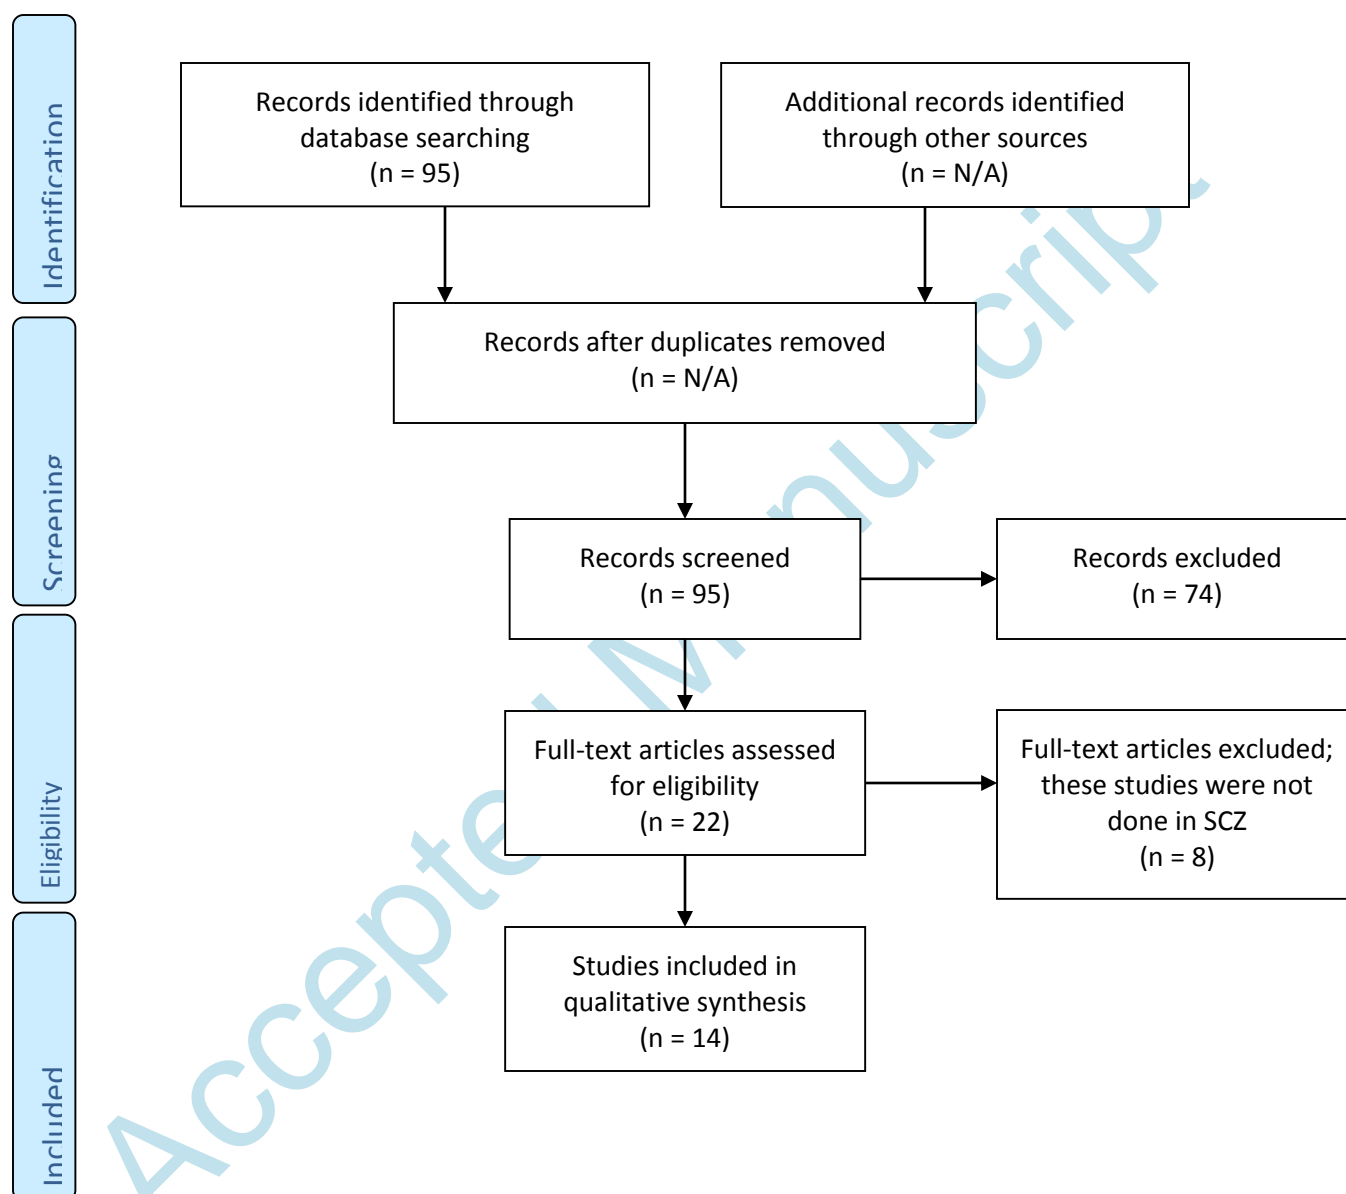 Identification
Records identified through
database searching
(n = 95)
Additional records identified
through other sources
(n = N/A)
Records after duplicates removed
(n = N/A)
Screening
Records screened
(n = 95)
Records excluded
(n = 74)
Eligibility
Full-text articles assessed
for eligibility
(n = 22)
Full-text articles excluded;
these studies were not
done in SCZ
(n = 8)
Included
Studies included in
qualitative synthesis
(n = 14)
Accepted Manuscript